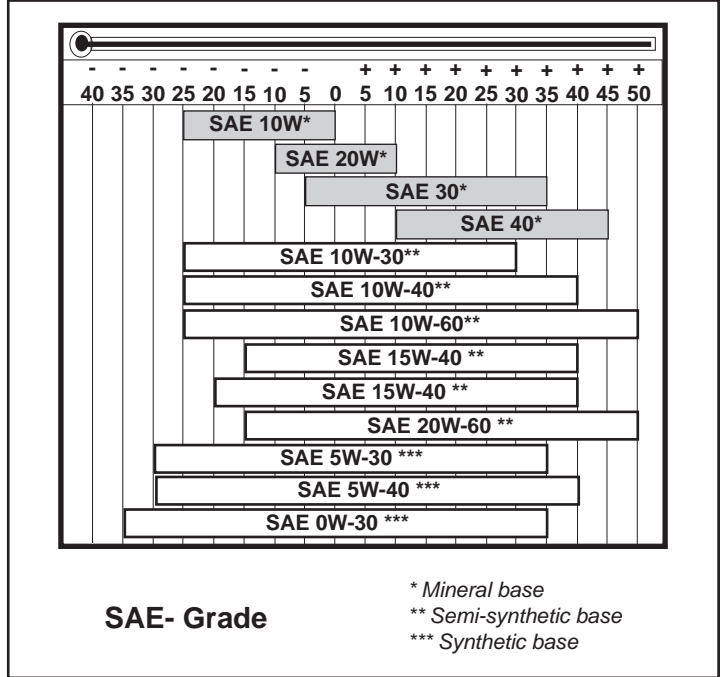 - - - - - - - - + + + + + + + + + +
40 35 30 25 20 15 10 5 0 5 10 15 20 25 30 35 40 45 50
SAE 10W*
SAE 20W*
SAE 30*
SAE 40*
SAE 10W-30**
SAE 10W-40**
SAE 10W-60**
SAE 15W-40 **
SAE 15W-40 **
SAE 20W-60 **
SAE 5W-30 ***
SAE 5W-40 ***
SAE 0W-30 ***
SAE- Grade
* Mineral base
** Semi-synthetic base
*** Synthetic base